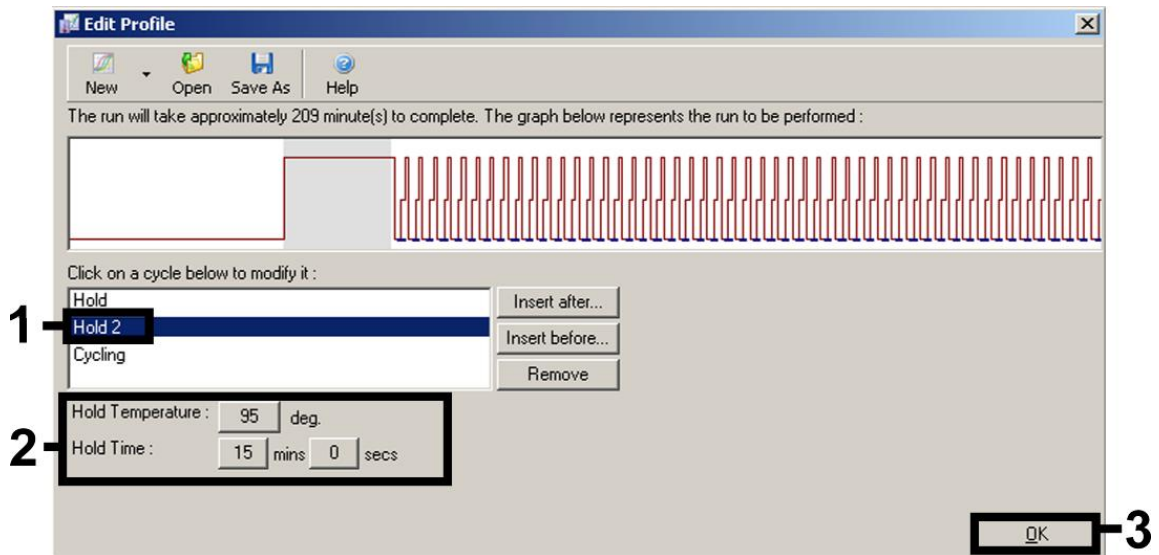 Edit Profile
New Open Save As Help
The run will take approximately 209 minute(s) to complete. The graph below represents the run to be performed :
Click on a cycle below to modify it :
Hold Insert after...
1 Hold 2 Insert before...
Cycling Remove
Hold Temperature : 95 deg.
2 Hold Time : 15 mins 0 secs
OK 3